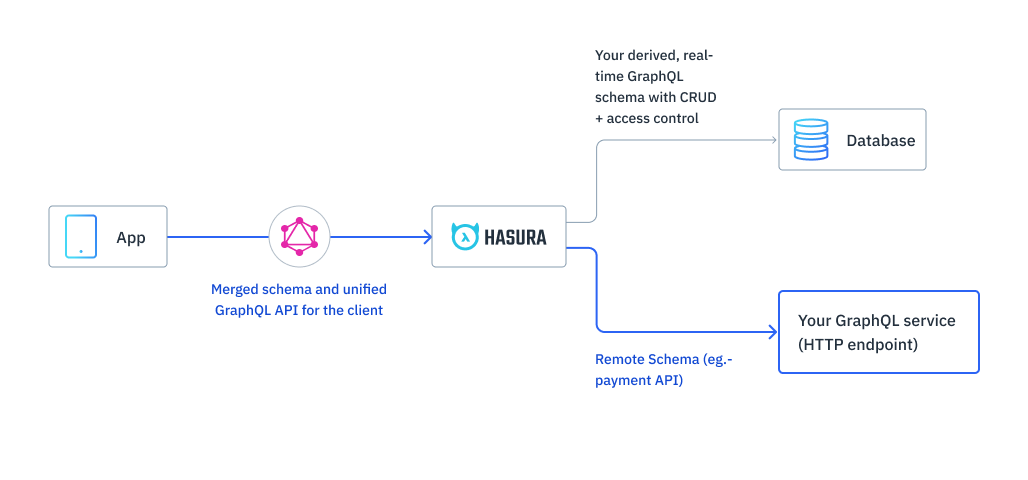 Your derived, real-
time GraphQL
schema with CRUD
+ access control
Database
App
HASURA
Merged schema and unified
GraphQL API for the client
Your GraphQL service
(HTTP endpoint)
Remote Schema (eg.-
payment API)